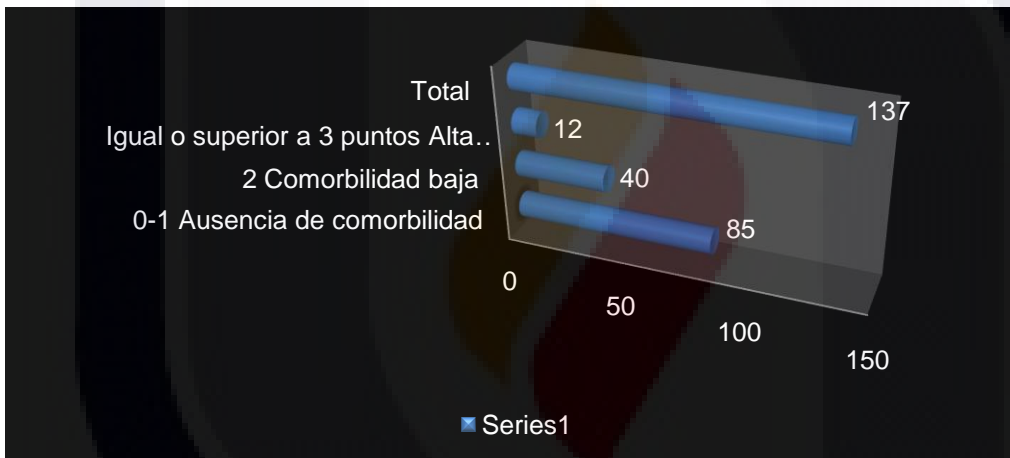 Total
137
Igual o superior a 3 puntos Alta..
12
2 Comorbilidad baja
40
0-1 Ausencia de comorbilidad
85
0
50
100
150
Series1